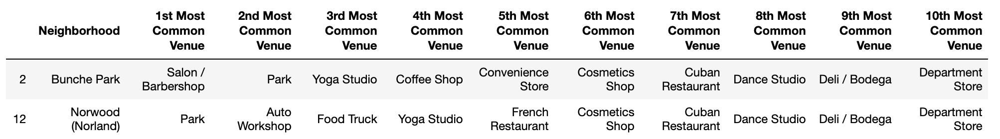 Neighborhood 1st Most Common Venue 2nd Most Common Venue 3rd Most Common Venue 4th Most Common Venue 5th Most Common Venue 6th Most Common Venue 7th Most Common Venue 8th Most Common Venue 9th Most Common Venue 10th Most Common Venue
2 Bunche Park Salon / Barbershop Park Yoga Studio Coffee Shop Convenience Store Cosmetics Shop Cuban Restaurant Dance Studio Deli / Bodega Department Store
12 Norwood (Norland) Park Auto Workshop Food Truck Yoga Studio French Restaurant Cosmetics Shop Cuban Restaurant Dance Studio Deli / Bodega Department Store